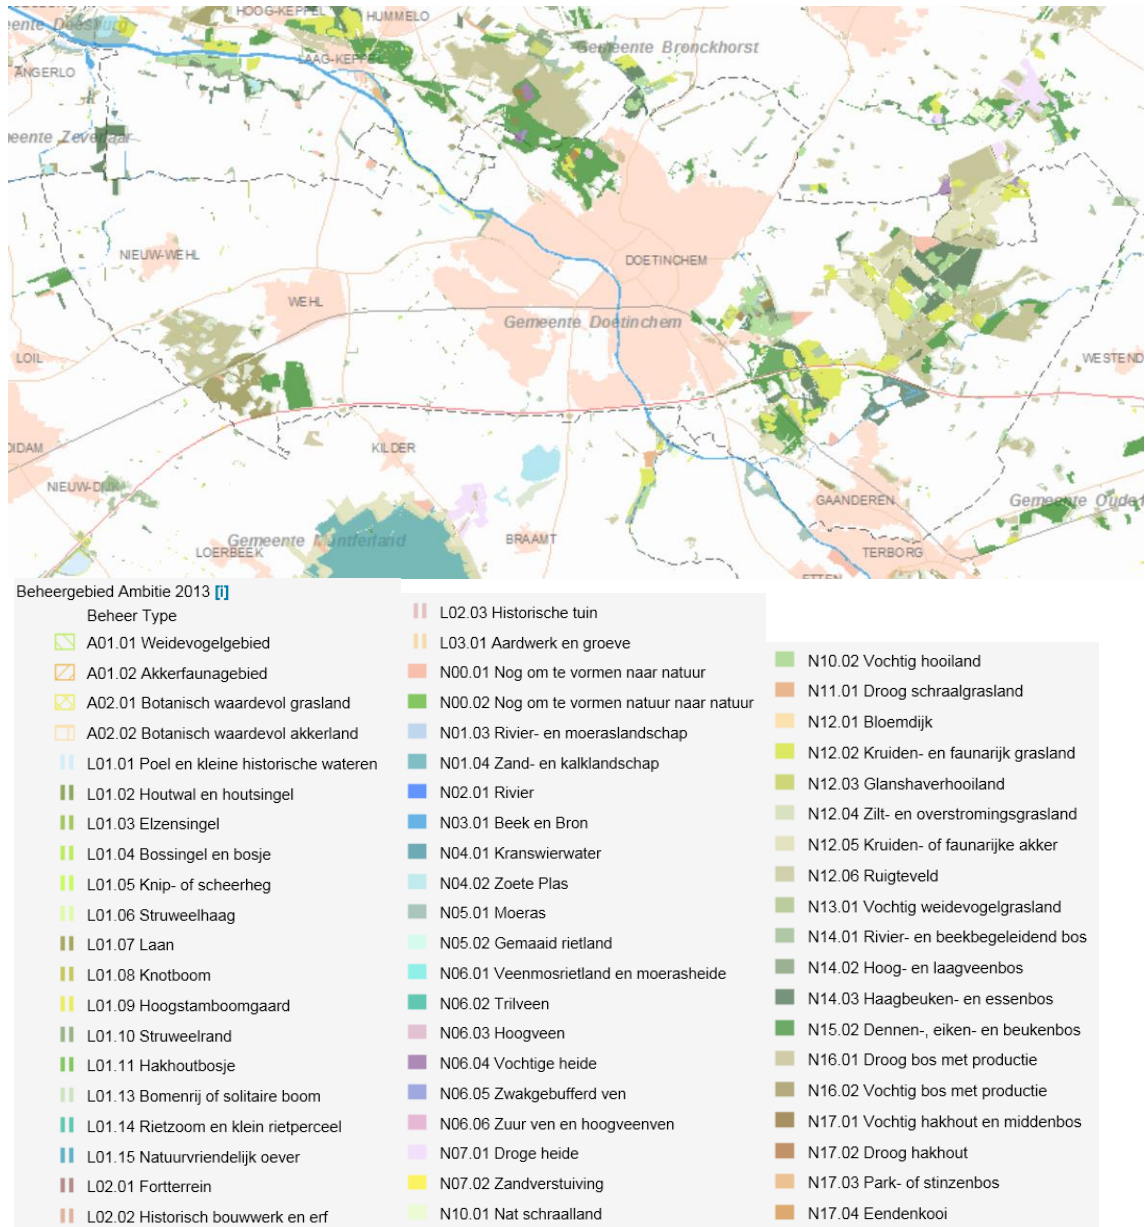 HOOG-KEPPEL
HUMMELO
ente Doesburg
Gemeente Bronckhorst
LAAG-KEPPEL
ANGERLO
eente Zevenaar
NIEUW-WEHL
DOETINCHEM
WEHL
Gemeente Doetinchem
LOIL
WESTEND
DIDAM
KILDER
NIEUW-DIJK
GAANDEREN
Gemeente Oude I
Gemeente Montferland
BRAAMT
LOERBEEK
TERBORG
ETTEN
Beheergebied Ambitie 2013 [i]
Beheer Type
A01.01 Weidevogelgebied
A01.02 Akkerfaunagebied
A02.01 Botanisch waardevol grasland
A02.02 Botanisch waardevol akkerland
L01.01 Poel en kleine historische wateren
L01.02 Houtwal en houtsingel
L01.03 Elzensingel
L01.04 Bossingel en bosje
L01.05 Knip- of scheerheg
L01.06 Struweelhaag
L01.07 Laan
L01.08 Knotboom
L01.09 Hoogstamboomgaard
L01.10 Struweelrand
L01.11 Hakhoutbosje
L01.13 Bomenrij of solitaire boom
L01.14 Rietzoom en klein rietperceel
L01.15 Natuurvriendelijk oever
L02.01 Fortterrein
L02.02 Historisch bouwwerk en erf
L02.03 Historische tuin
L03.01 Aardwerk en groeve
N00.01 Nog om te vormen naar natuur
N00.02 Nog om te vormen natuur naar natuur
N01.03 Rivier- en moeraslandschap
N01.04 Zand- en kalklandschap
N02.01 Rivier
N03.01 Beek en Bron
N04.01 Kranswierwater
N04.02 Zoete Plas
N05.01 Moeras
N05.02 Gemaaid rietland
N06.01 Veenmosrietland en moerasheide
N06.02 Trilveen
N06.03 Hoogveen
N06.04 Vochtige heide
N06.05 Zwakgebufferd ven
N06.06 Zuur ven en hoogveenven
N07.01 Droge heide
N07.02 Zandverstuiving
N10.01 Nat schraalland
N10.02 Vochtig hooiland
N11.01 Droog schraalgrasland
N12.01 Bloemdijk
N12.02 Kruiden- en faunarijk grasland
N12.03 Glanshaverhooiland
N12.04 Zilt- en overstromingsgrasland
N12.05 Kruiden- of faunarijke akker
N12.06 Ruigteveld
N13.01 Vochtig weidevogelgrasland
N14.01 Rivier- en beekbegeleidend bos
N14.02 Hoog- en laagveenbos
N14.03 Haagbeuken- en essenbos
N15.02 Dennen-, eiken- en beukenbos
N16.01 Droog bos met productie
N16.02 Vochtig bos met productie
N17.01 Vochtig hakhout en middenbos
N17.02 Droog hakhout
N17.03 Park- of stinzenbos
N17.04 Eendenkooi